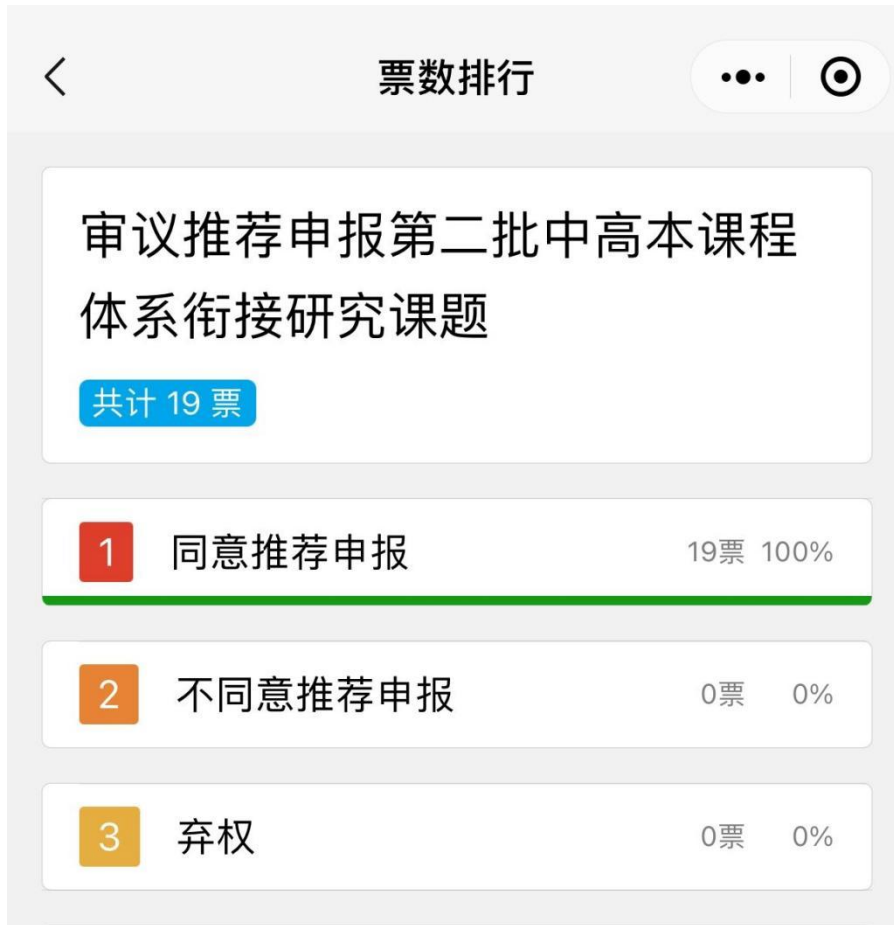 票数排行
审议推荐申报第二批中高本课程
体系衔接研究课题
共计 19 票
1 同意推荐申报 19票 100%
2 不同意推荐申报 0票 0%
3 弃权 0票 0%